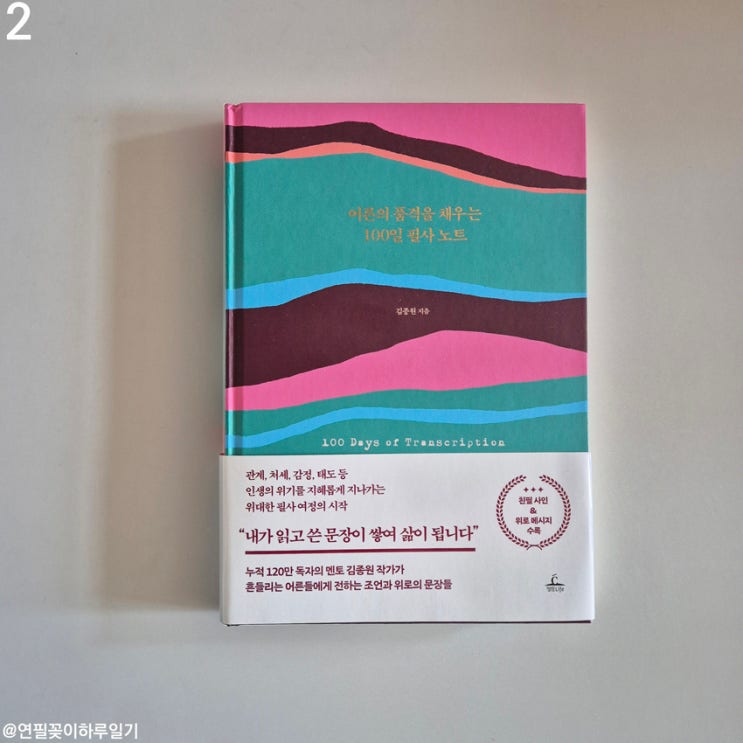 2
어른의 품격을 채우는
100일 필사 노트
김종원 지음
100 Days of Transcription
관계, 처세, 감정, 태도 등
인생의 위기를 지혜롭게 지나가는
위대한 필사 여정의 시작
“내가 읽고 쓴 문장이 쌓여 삶이 됩니다”
누적 120만 독자의 멘토 김종원 작가가
흔들리는 어른들에게 전하는 조언과 위로의 문장들
친필 사인
&
위로 메시지
수록
@연필꽂이하루일기